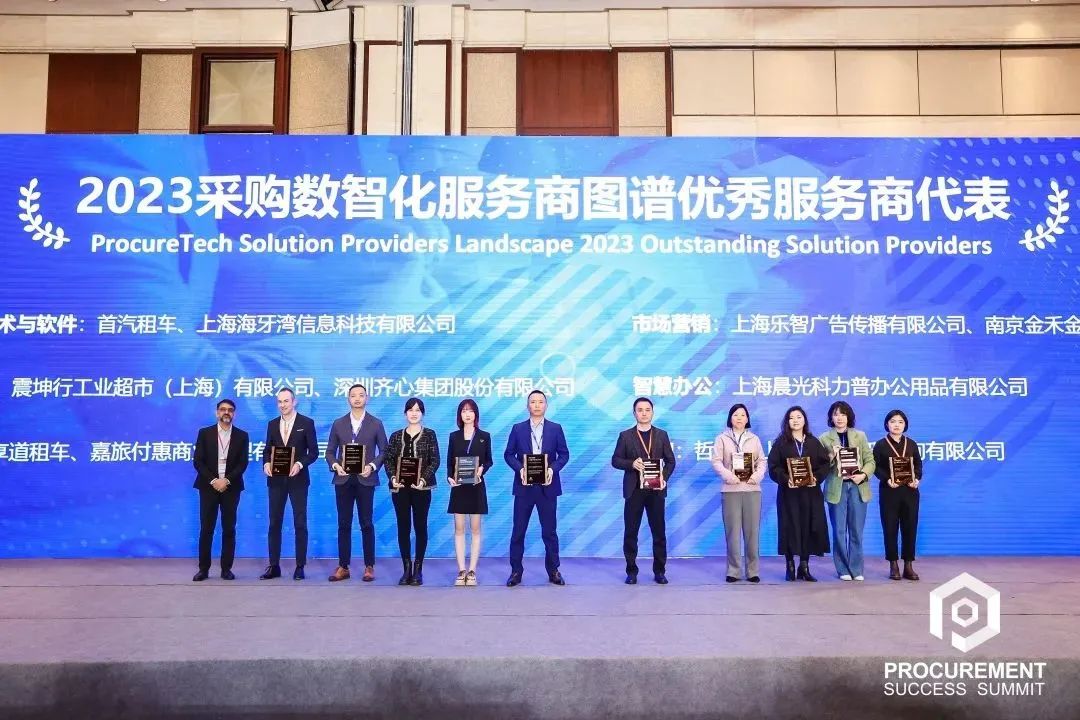 2023采购数智化服务商图谱优秀服务商代表
ProcureTech Solution Providers Landscape 2023 Outstanding Solution Providers
术与软件：首汽租车、上海海牙湾信息科技有限公司
市场营销：上海乐智广告传播有限公司、南京金禾金
震坤行工业超市（上海）有限公司、深圳齐心集团股份有限公司
智慧办公：上海晨光科力普办公用品有限公司
享道租车、嘉旅付惠商
司
：哲
有限公司
PROCUREMENT
SUCCESS SUMMIT